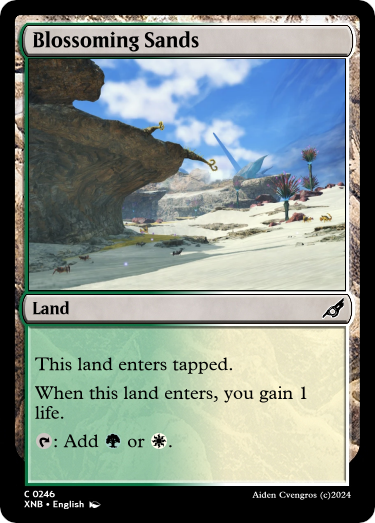 Blossoming Sands
Land
This land enters tapped.
When this land enters, you gain 1
life.
: Add or .
C 0246
XNB • English
Aiden Cvengros (c)2024